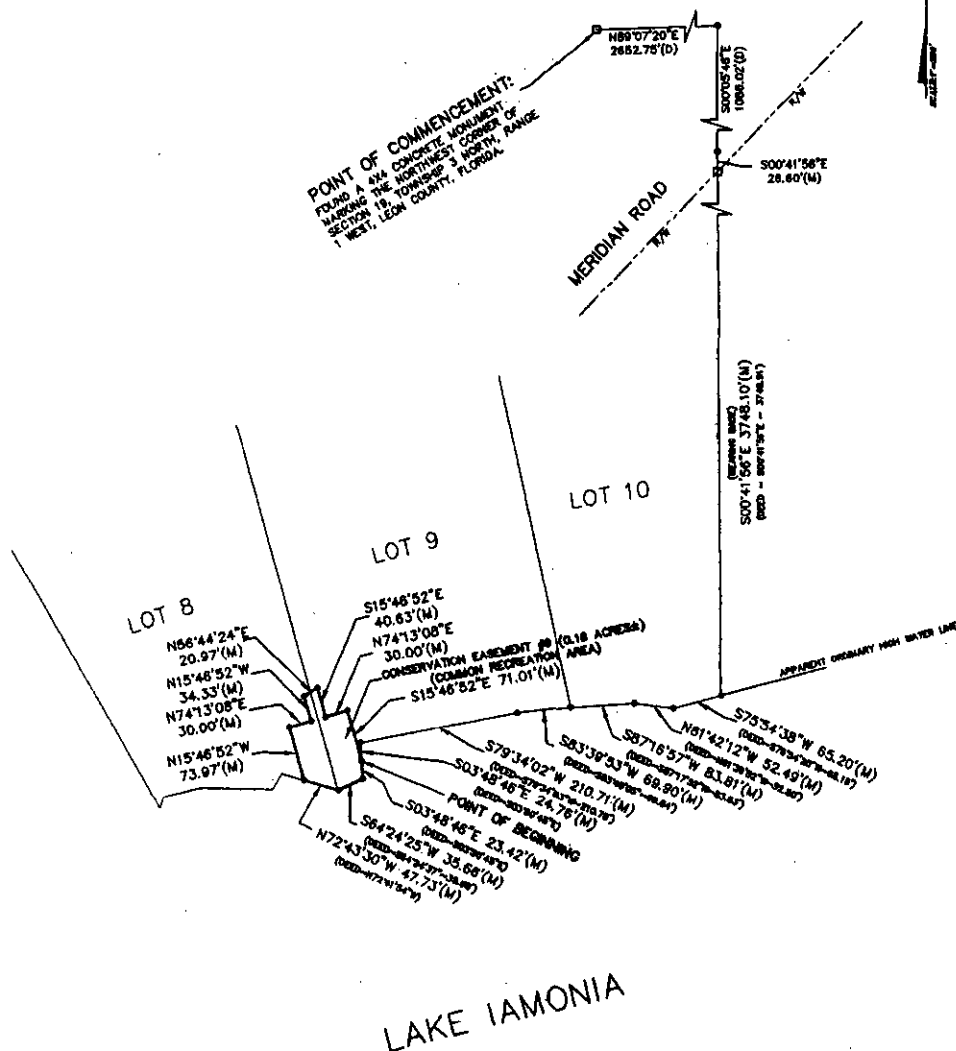 N89°07'20"E
2652.75'(D)
S00°05'46"E
1088.02'(D)
R/W
POINT OF COMMENCEMENT:
FOUND A 4X4 CONCRETE MONUMENT
MARKING THE NORTHWEST CORNER OF
SECTION 19, TOWNSHIP 3 NORTH, RANGE
1 WEST, LEON COUNTY, FLORIDA.
S00°41'56"E
28.60'(M)
MERIDIAN ROAD
R/W
(BEARING BASE)
S00°41'56"E 3748.10'(M)
LOT 10
LOT 9
LOT 8
S15°46'52"E
40.63'(M)
N74°13'08"E
30.00'(M)
CONSERVATION EASEMENT (0.18 ACRES±)
(COMMON RECREATION AREA)
S15°46'52"E 71.01'(M)
N56°44'24"E
20.97'(M)
N15°46'52"W
34.33'(M)
N74°13'08"E
30.00'(M)
N15°46'52"W
73.97'(M)
APPARENT ORDINARY HIGH WATER LINE
S75°54'38"W 65.20'(M)
N81°42'12"W 52.49'(M)
S87°16'57"W 83.81'(M)
S83°39'53"W 69.90'(M)
S79°34'02"W 210.71'(M)
S03°48'46"E 24.76'(M)
POINT OF BEGINNING
S03°48'46"E 23.42'(M)
S64°24'25"W 35.66'(M)
N72°43'30"W 47.73'(M)
LAKE IAMONIA